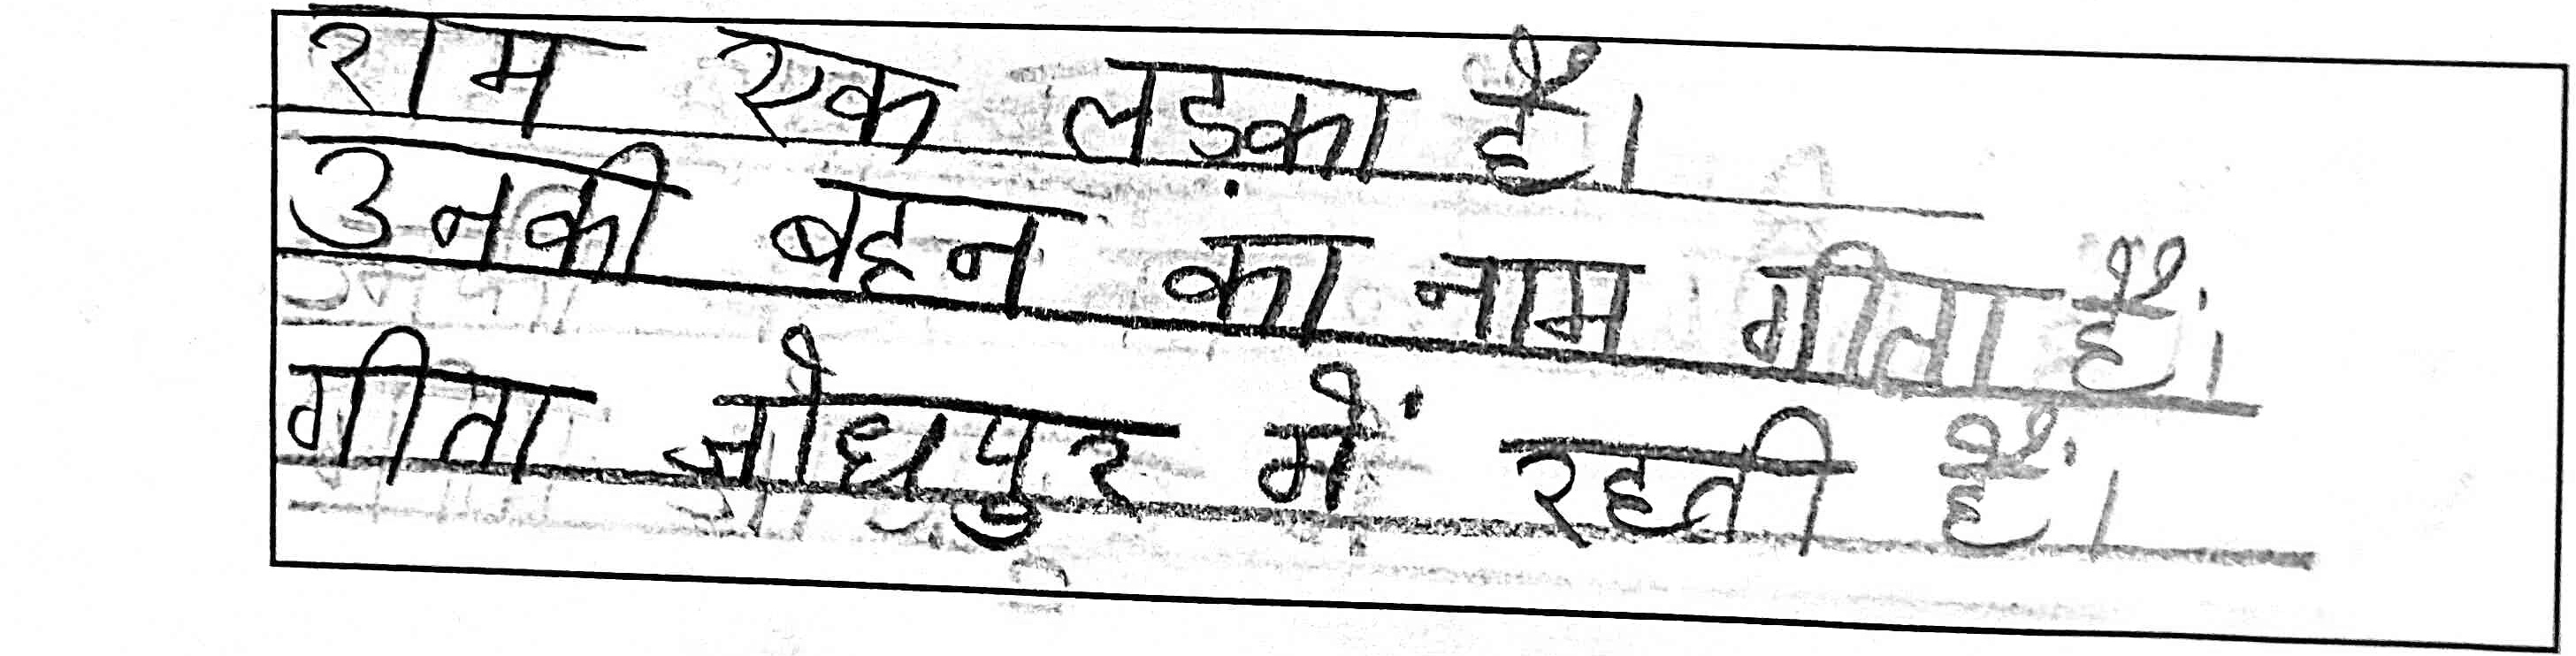 राम एक लड़का है।
उनकी बहन का नाम गीता हैं।
गीता जोधपुर में रहती हैं।